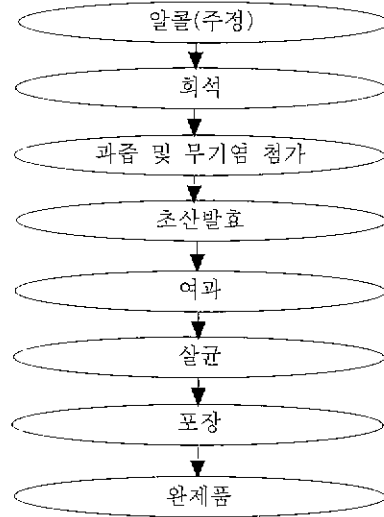 알콜(주정)
희석
과즙 및 무기염 첨가
초산발효
여과
살균
포장
완제품